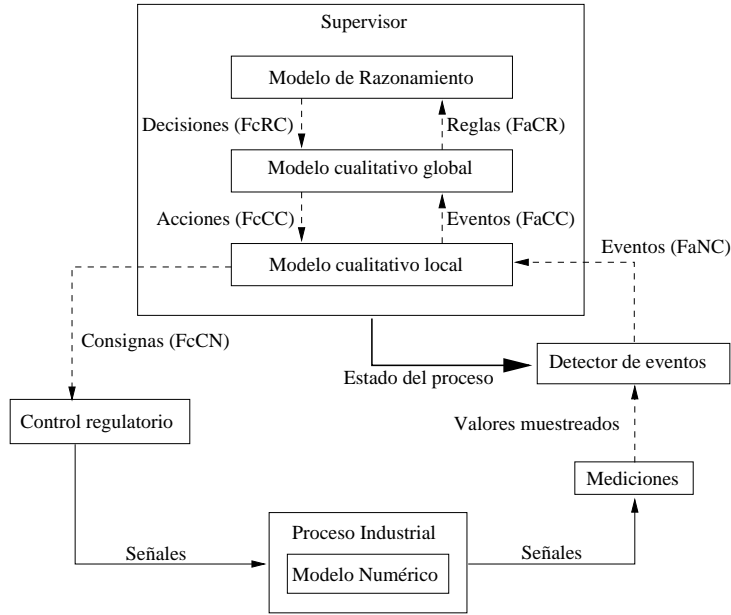 Supervisor
Modelo de Razonamiento
Decisiones (FcRC)
Reglas (FaCR)
Modelo cualitativo global
Acciones (FcCC)
Eventos (FaCC)
Modelo cualitativo local
Eventos (FaNC)
Consignas (FcCN)
Estado del proceso
Detector de eventos
Control regulatorio
Valores muestreados
Mediciones
Proceso Industrial
Señales
Señales
Modelo Numérico